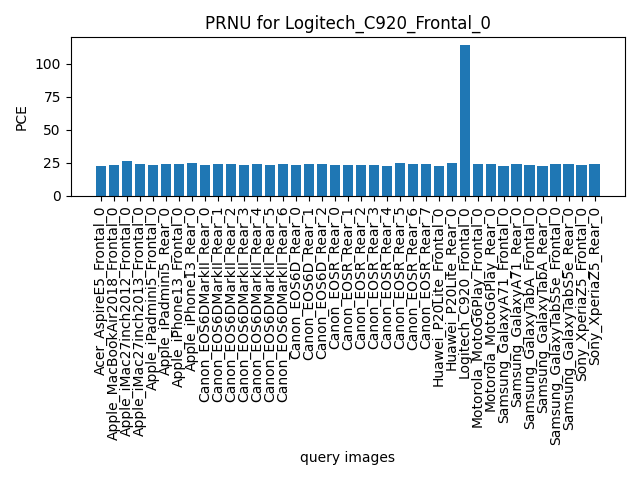 PRNU for Logitech_C920_Frontal_0
PCE
100
75
50
25
0
Acer_AspireE5_Frontal_0
Apple_MacBookAir2018_Frontal_0
Apple_iMac27inch2012_Frontal_0
Apple_iMac27inch2013_Frontal_0
Apple_iPadmini5_Frontal_0
Apple_iPadmini5_Rear_0
Apple_iPhone13_Frontal_0
Apple_iPhone13_Rear_0
Canon_EOS6DMarkII_Rear_0
Canon_EOS6DMarkII_Rear_1
Canon_EOS6DMarkII_Rear_2
Canon_EOS6DMarkII_Rear_3
Canon_EOS6DMarkII_Rear_4
Canon_EOS6DMarkII_Rear_5
Canon_EOS6DMarkII_Rear_6
Canon_EOS6D_Rear_0
Canon_EOS6D_Rear_1
Canon_EOS6D_Rear_2
Canon_EOSR_Rear_0
Canon_EOSR_Rear_1
Canon_EOSR_Rear_2
Canon_EOSR_Rear_3
Canon_EOSR_Rear_4
Canon_EOSR_Rear_5
Canon_EOSR_Rear_6
Canon_EOSR_Rear_7
Huawei_P20Lite_Frontal_0
Huawei_P20Lite_Rear_0
Logitech_C920_Frontal_0
Motorola_MotoG6Play_Frontal_0
Motorola_MotoG6Play_Rear_0
Samsung_GalaxyA71_Frontal_0
Samsung_GalaxyA71_Rear_0
Samsung_GalaxyTabA_Frontal_0
Samsung_GalaxyTabA_Rear_0
Samsung_GalaxyTabS5e_Frontal_0
Samsung_GalaxyTabS5e_Rear_0
Sony_XperiaZ5_Frontal_0
Sony_XperiaZ5_Rear_0
query images